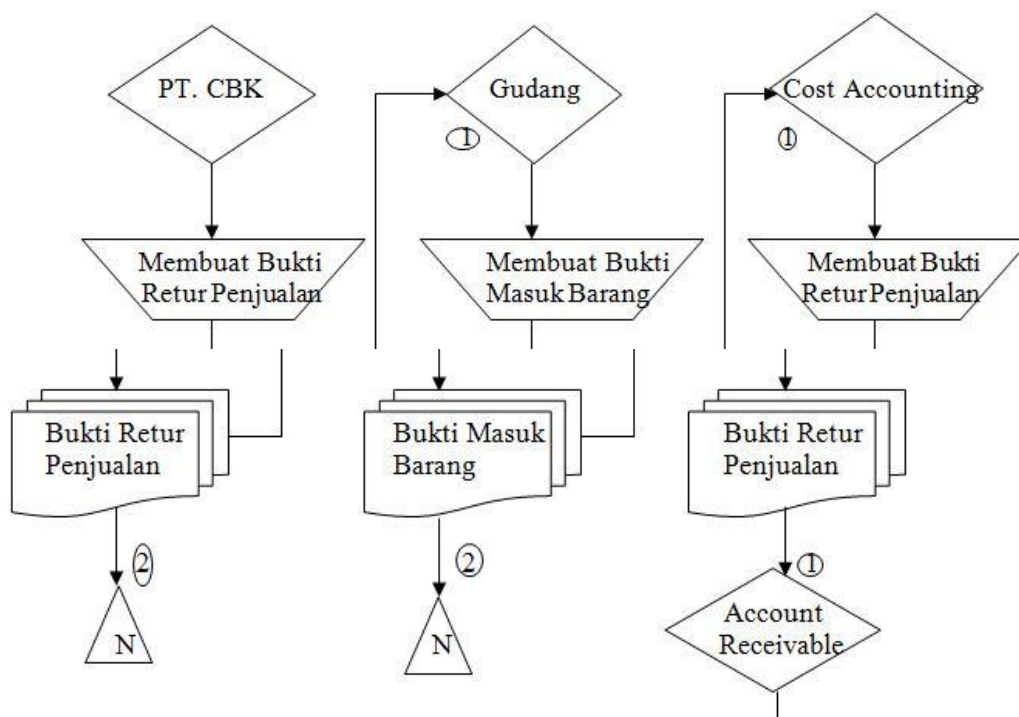 PT. CBK
Gudang
Cost Accounting
1
1
Membuat Bukti
Retur Penjualan
Membuat Bukti
Masuk Barang
Membuat Bukti
Retur Penjualan
Bukti Retur
Penjualan
Bukti Masuk
Barang
Bukti Retur
Penjualan
2
2
1
N
N
Account
Receivable